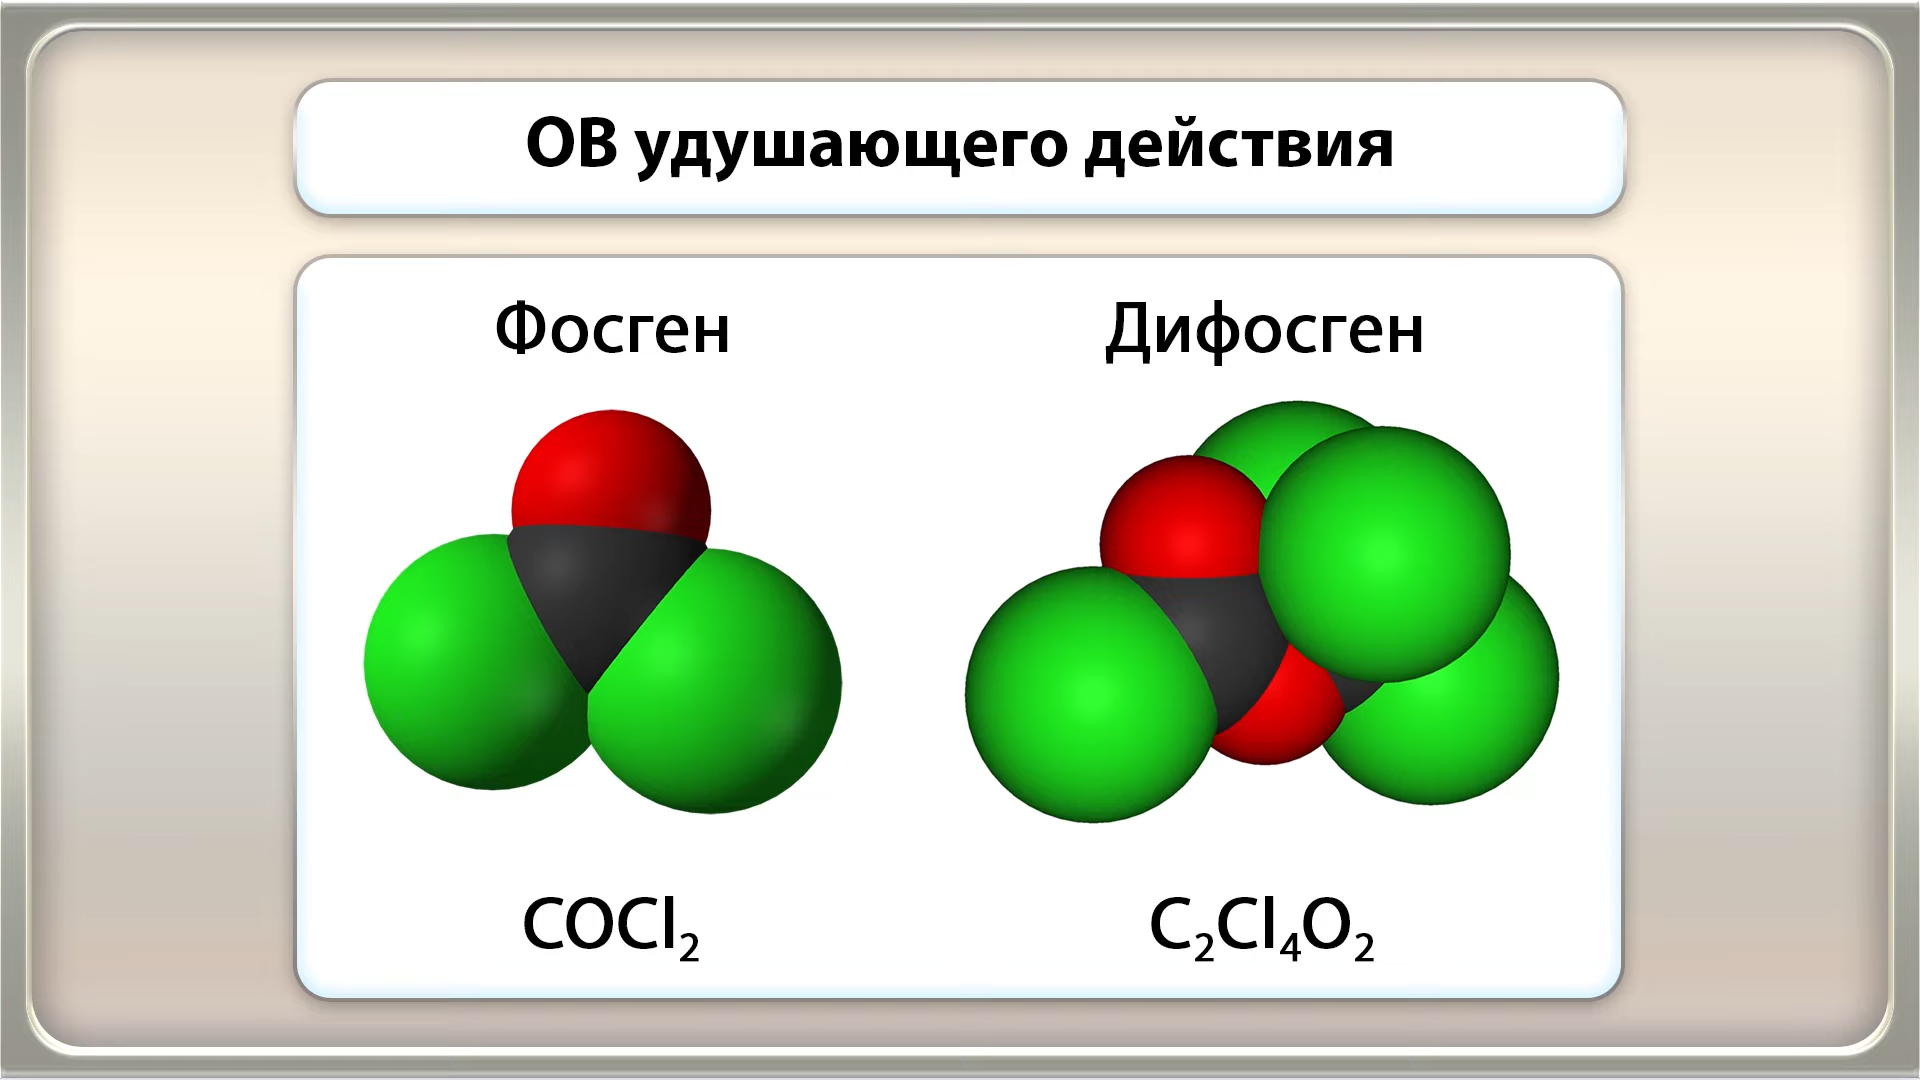 ОВ удушающего действия
Фосген
Дифосген
COCl₂
C₂Cl₄O₂